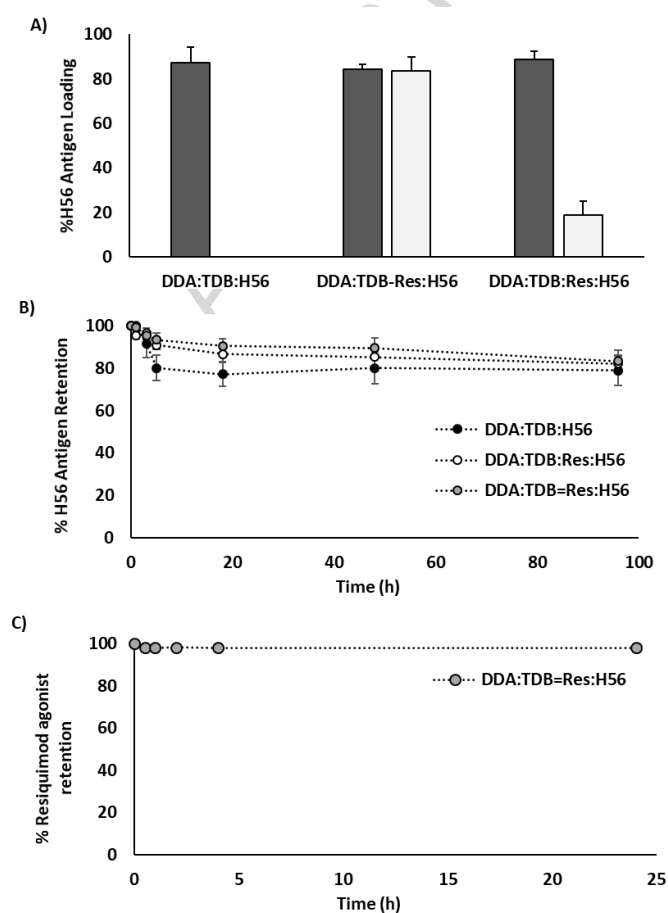 A)
100
80
60
40
20
0
%H56 Antigen Loading
DDA:TDB:H56
DDA:TDB-Res:H56
DDA:TDB:Res:H56
B)
100
80
60
40
20
0
% H56 Antigen Retention
DDA:TDB:H56
DDA:TDB:Res:H56
DDA:TDB=Res:H56
0
20
40
60
80
100
Time (h)
C)
100
80
60
40
20
0
% Resiquimod agonist
retention
DDA:TDB=Res:H56
0
5
10
15
20
25
Time (h)